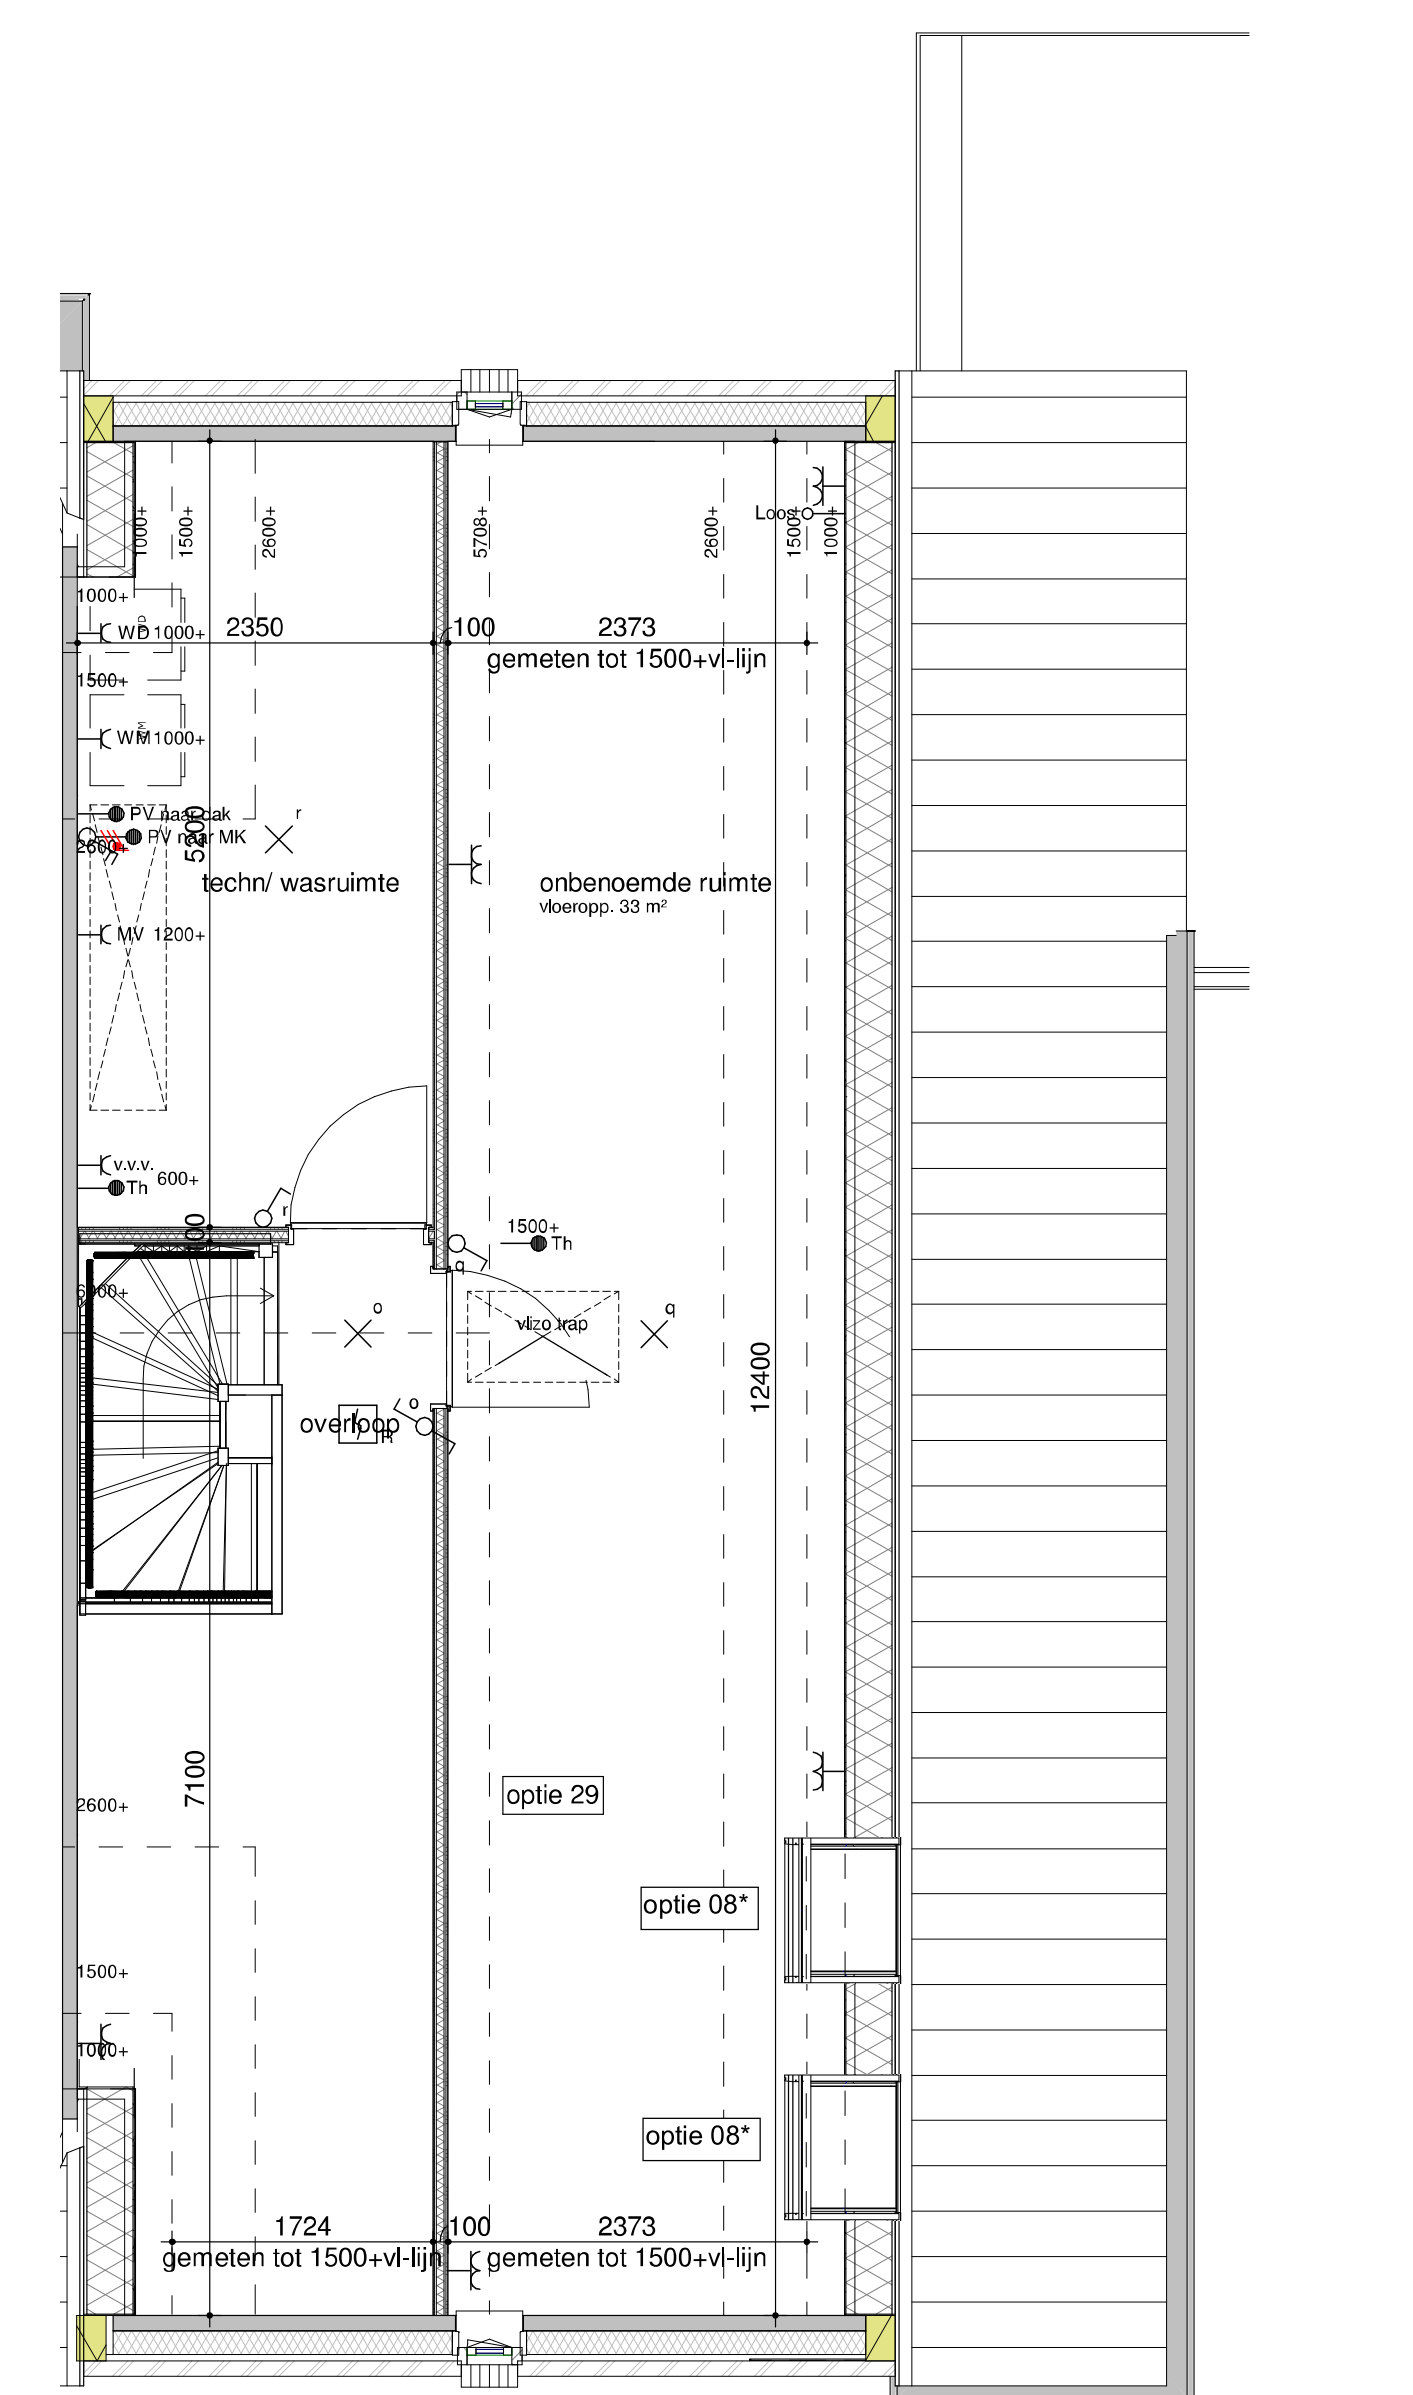 1000+
1500+
2600+
5708+
2600+
1500+
1000+
Loos
1000+
WD 1000+
WD
2350
100
2373
gemeten tot 1500+vl-lijn
1500+
WM 1000+
WM
PV naar dak
PV naar MK
r
2600+
5200
techn/ wasruimte
onbenoemde ruimte
vloeropp. 33 m²
MV 1200+
v.v.v.
600+
Th
r
100
1500+
Th
q
o
q
vlizo trap
12400
o
overloop
R
7100
optie 29
2600+
optie 08*
1500+
1000+
optie 08*
1724
100
2373
gemeten tot 1500+vl-lijn
gemeten tot 1500+vl-lijn